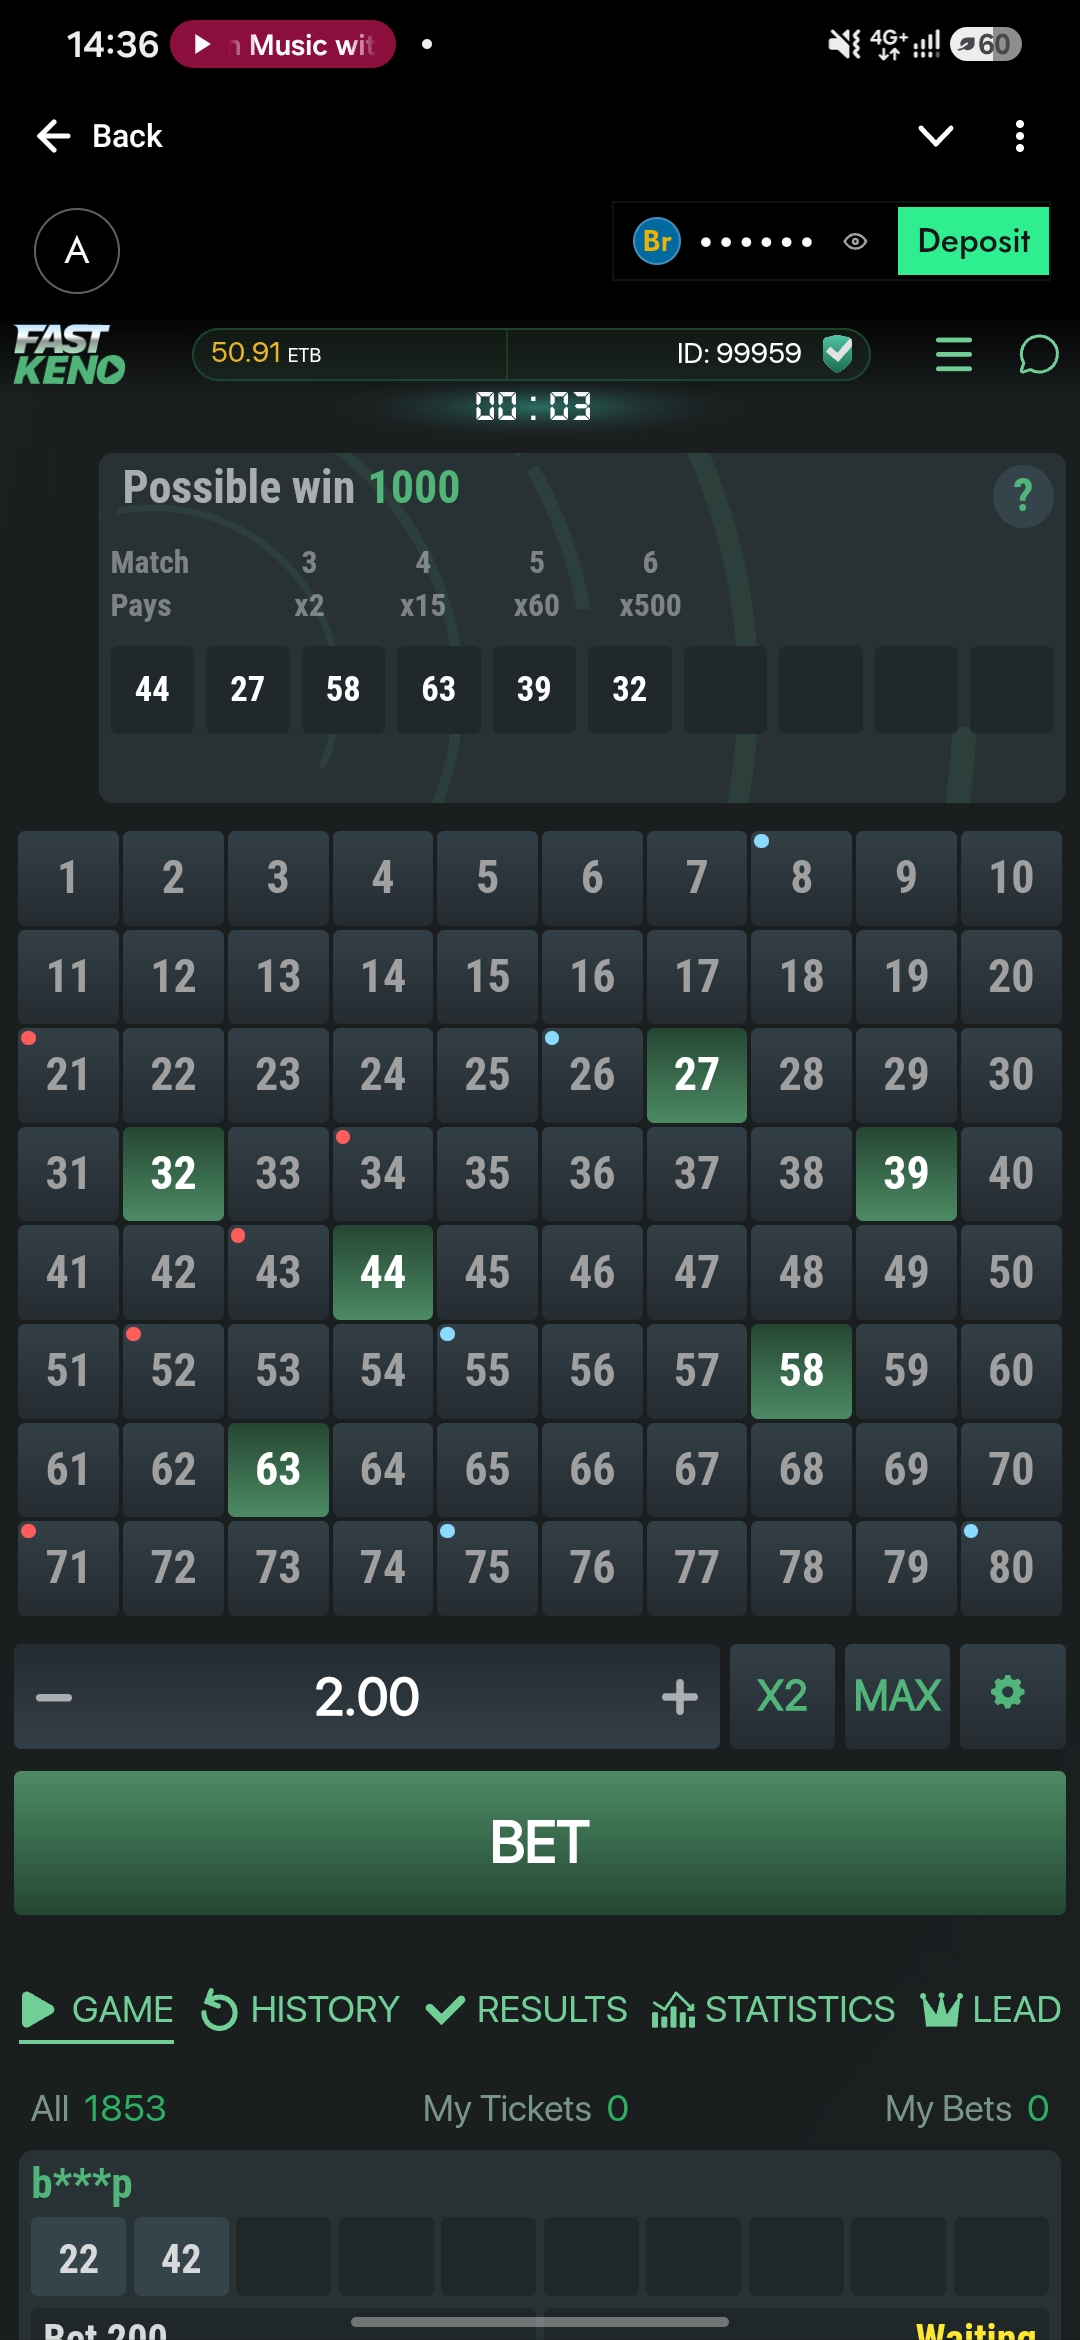 14:36 n Music wit 4G+ 60
Back
A Br •••••• Deposit
FAST
KENO
50.91 ETB ID: 99959
00:03
Possible win 1000 ?
Match 3 4 5 6
Pays x2 x15 x60 x500
44 27 58 63 39 32
1 2 3 4 5 6 7 8 9 10
11 12 13 14 15 16 17 18 19 20
21 22 23 24 25 26 27 28 29 30
31 32 33 34 35 36 37 38 39 40
41 42 43 44 45 46 47 48 49 50
51 52 53 54 55 56 57 58 59 60
61 62 63 64 65 66 67 68 69 70
71 72 73 74 75 76 77 78 79 80
− 2.00 + X2 MAX
BET
GAME HISTORY RESULTS STATISTICS LEAD
All 1853 My Tickets 0 My Bets 0
b***p
22 42
Bet 200 Waiting